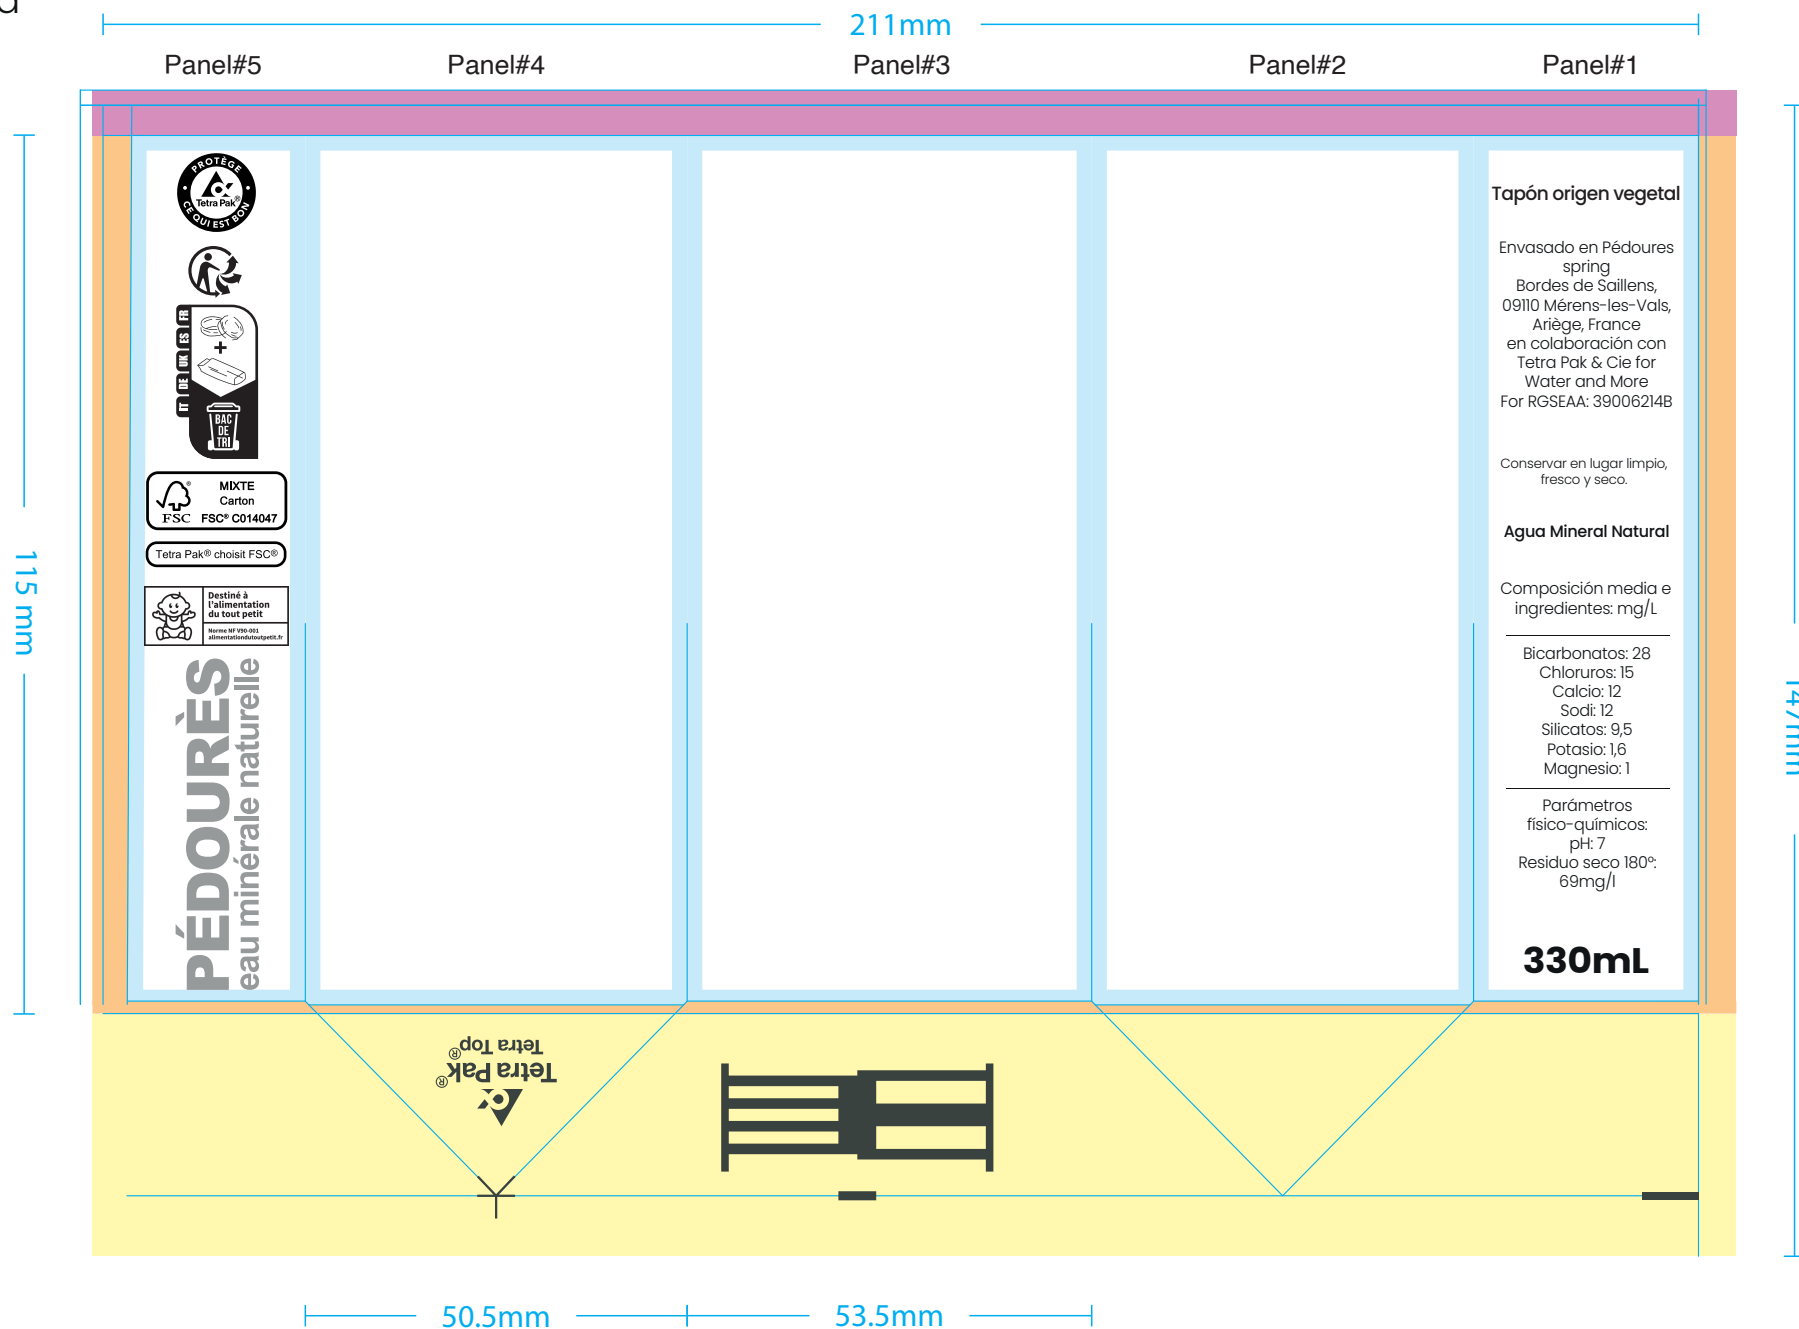 211mm
Panel#5
Panel#4
Panel#3
Panel#2
Panel#1
115 mm
147mm
PROTÈGE
Tetra Pak®
CE QUI EST BON
FR
ES
UK
DE
IT
+
BAC
DE
TRI
®
FSC
MIXTE
Carton
FSC® C014047
Tetra Pak® choisit FSC®
Destiné à
l'alimentation
du tout petit
Norme NF V90-001
alimentationdutoutpetit.fr
PÉDOURÈS
eau minérale naturelle
Tapón origen vegetal
Envasado en Pédoures
spring
Bordes de Saillens,
09110 Mérens-les-Vals,
Ariège, France
en colaboración con
Tetra Pak & Cie for
Water and More
For RGSEAA: 39006214B
Conservar en lugar limpio,
fresco y seco.
Agua Mineral Natural
Composición media e
ingredientes: mg/L
Bicarbonatos: 28
Chloruros: 15
Calcio: 12
Sodi: 12
Silicatos: 9,5
Potasio: 1,6
Magnesio: 1
Parámetros
físico-químicos:
pH: 7
Residuo seco 180º:
69mg/l
330mL
Tetra Pak®
Tetra Top®
50.5mm
53.5mm